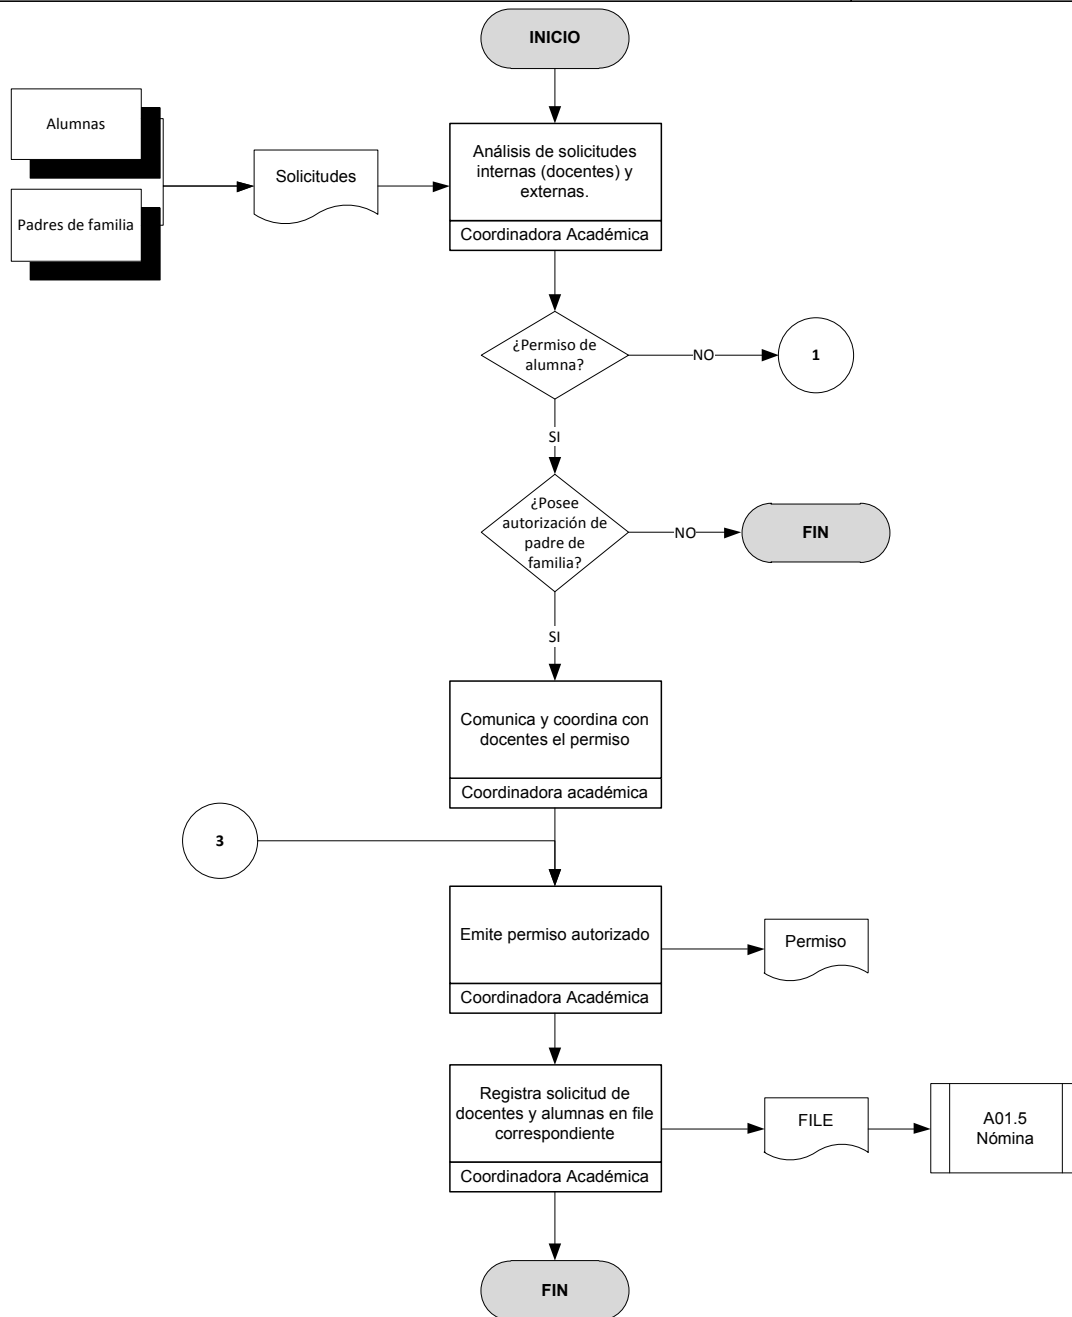 INICIO
Alumnas
Padres de familia
Solicitudes
Análisis de solicitudes
internas (docentes) y
externas.
Coordinadora Académica
¿Permiso de
alumna?
NO
1
SI
¿Posee
autorización de
padre de
familia?
NO
FIN
SI
Comunica y coordina con
docentes el permiso
Coordinadora académica
3
Emite permiso autorizado
Coordinadora Académica
Permiso
Registra solicitud de
docentes y alumnas en file
correspondiente
Coordinadora Académica
FILE
A01.5
Nómina
FIN